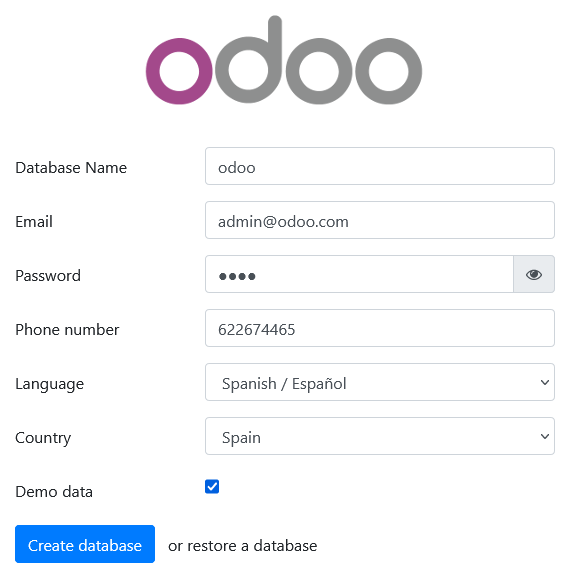 odoo
Database Name odoo
Email admin@odoo.com
Password ●●●●
Phone number 622674465
Language Spanish / Español
Country Spain
Demo data
Create database or restore a database